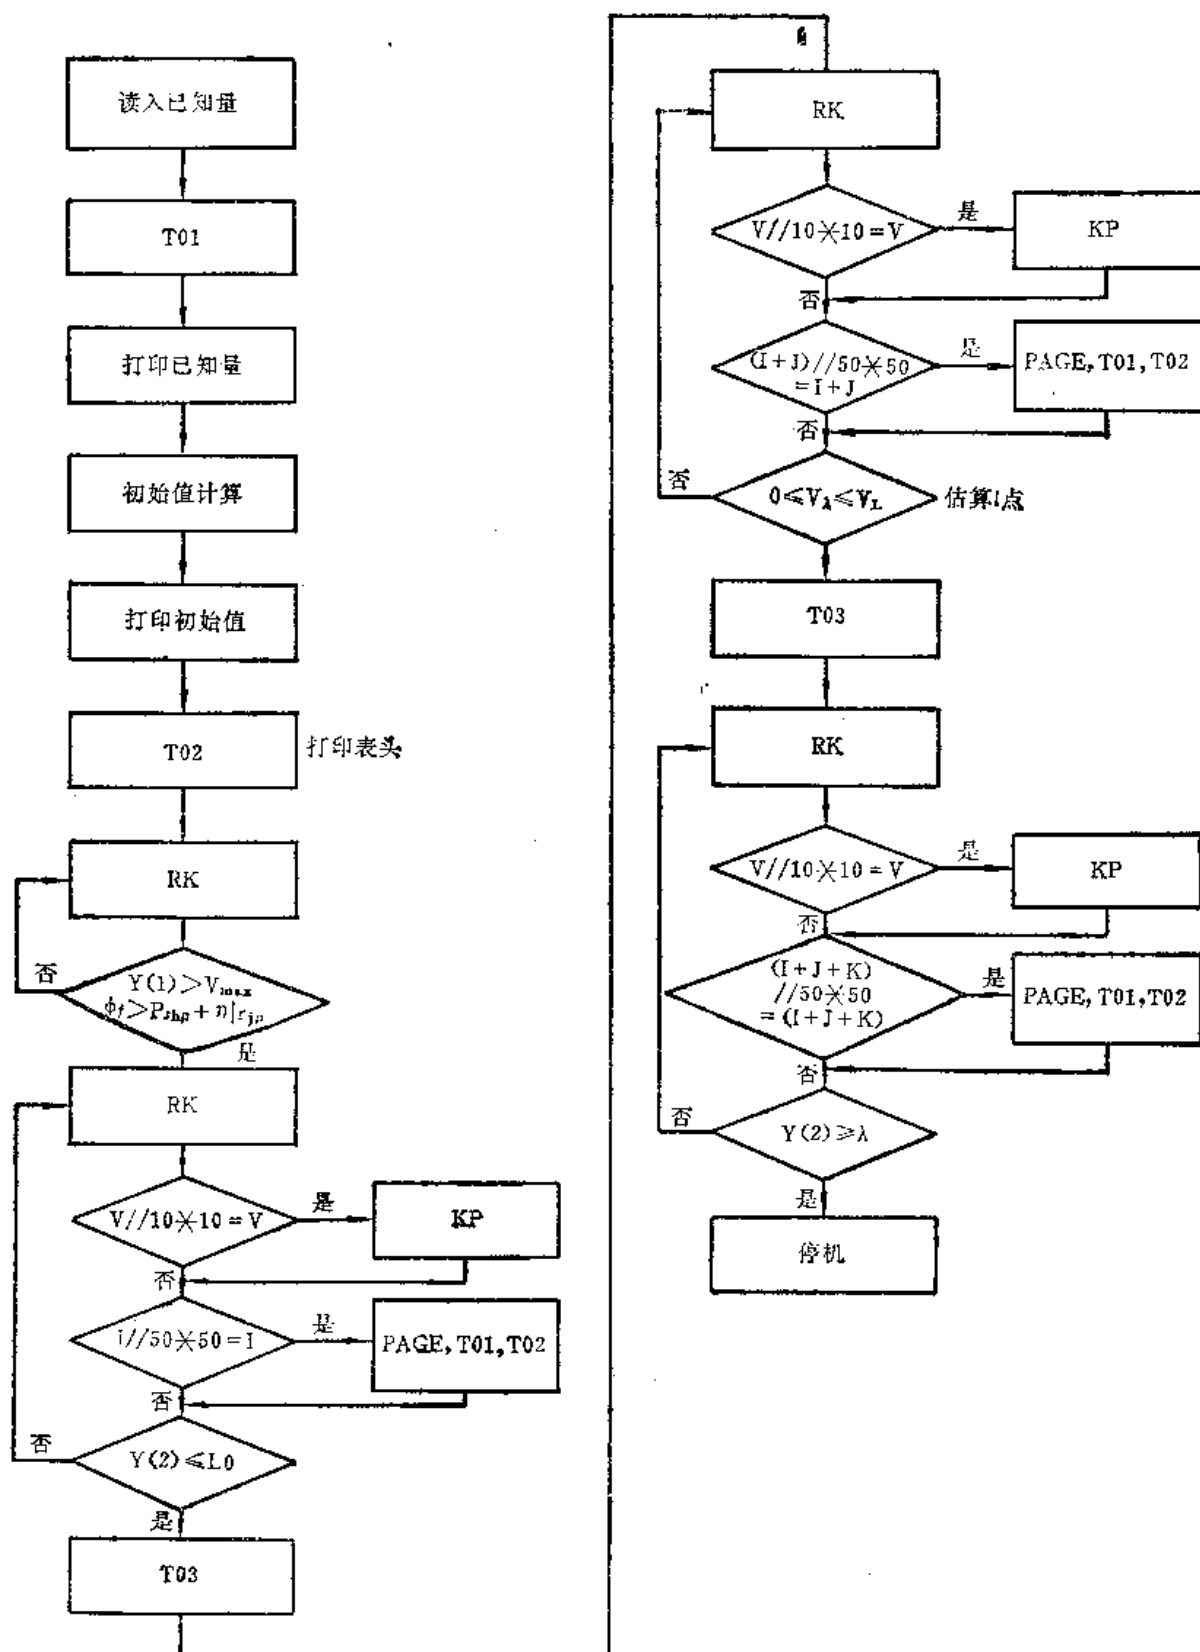 读入已知量
T01
打印已知量
初始值计算
打印初始值
T02
打印表头
RK
否
Y(1)>Vmax
是
RK
V//10×10=V
是
KP
否
I//50×50=I
是
PAGE,T01,T02
否
Y(2)≤L0
否
是
T03
RK
V//10×10=V
是
KP
否
(I+J)//50×50
=I+J
是
PAGE,T01,T02
否
否
估算l点
T03
RK
V//10×10=V
是
KP
否
(I+J+K)
//50×50
=(I+J+K)
是
PAGE,T01,T02
否
否
Y(2)≥λ
是
停机